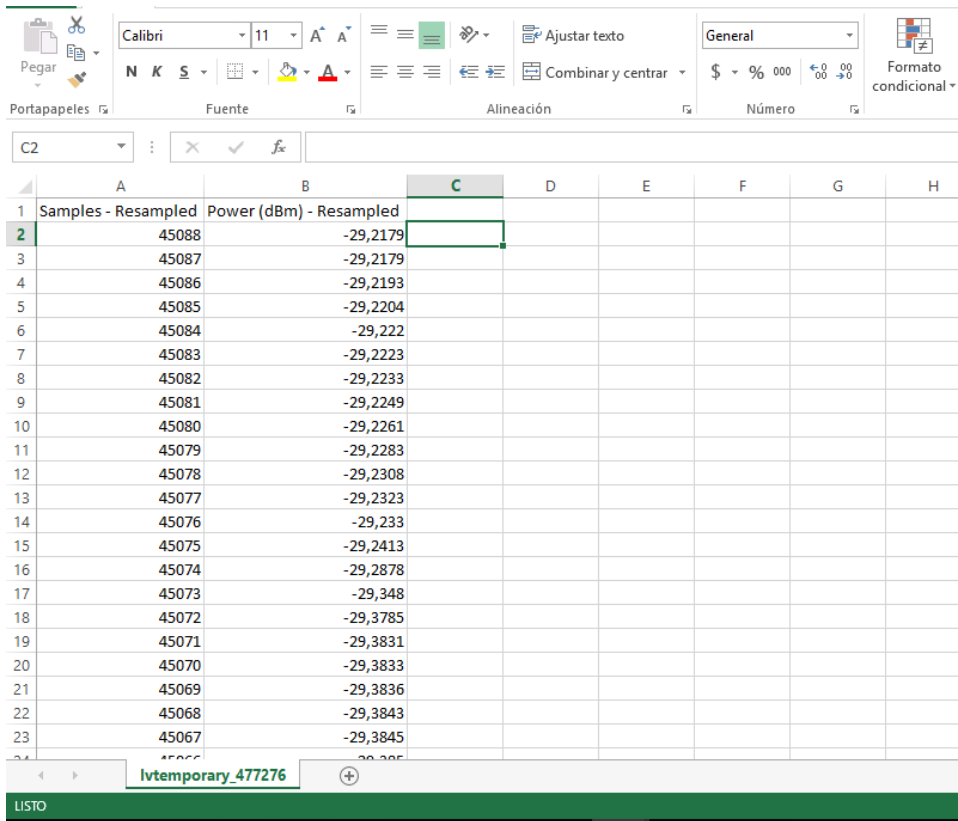 Calibri 11 A A Ajustar texto General
Pegar N K S A Combinar y centrar $ % 000 Formato condicional
Portapapeles Fuente Alineación Número
C2 fx
A B C D E F G H
1 Samples - Resampled Power (dBm) - Resampled
2 45088 -29,2179
3 45087 -29,2179
4 45086 -29,2193
5 45085 -29,2204
6 45084 -29,222
7 45083 -29,2223
8 45082 -29,2233
9 45081 -29,2249
10 45080 -29,2261
11 45079 -29,2283
12 45078 -29,2308
13 45077 -29,2323
14 45076 -29,233
15 45075 -29,2413
16 45074 -29,2878
17 45073 -29,348
18 45072 -29,3785
19 45071 -29,3831
20 45070 -29,3833
21 45069 -29,3836
22 45068 -29,3843
23 45067 -29,3845
lvtemporary_477276
LISTO